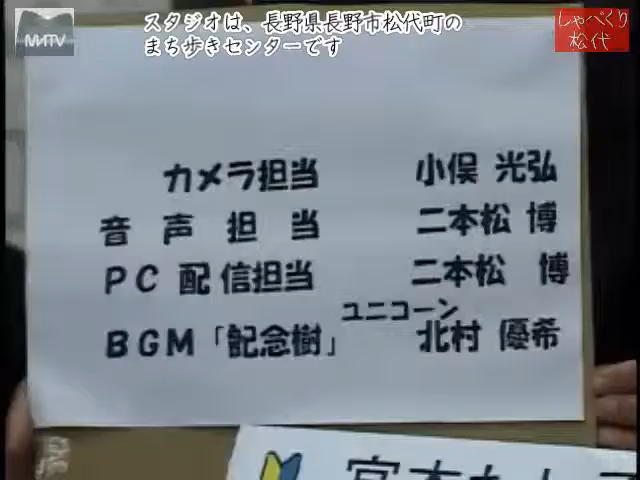 MMTV
スタジオは、長野県長野市松代町の
まち歩きセンターです
しゃべくり
松代
カメラ担当 小俣 光弘
音声担当 二本松 博
PC配信担当 二本松 博
ユニコーン
BGM「記念樹」 北村 優希